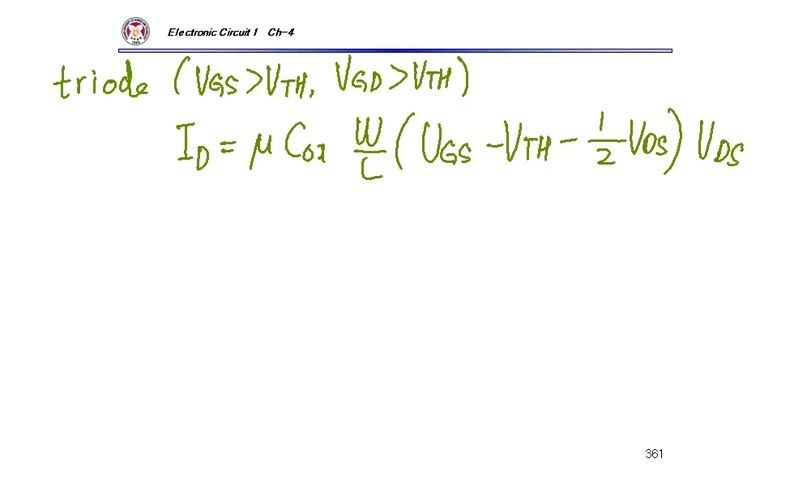 Electronic Circuit 1 Ch-4
triode (VGS>VTH, VGD>VTH)
ID = μ Cox W/L (VGS - VTH - 1/2 VDS) VDS
361